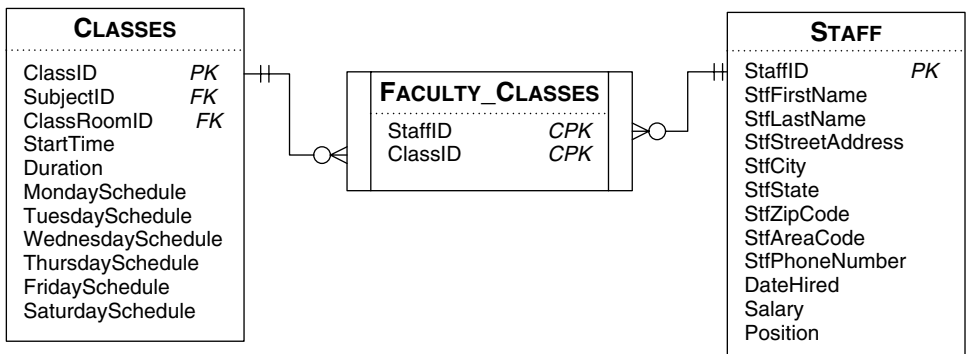 CLASSES
ClassID PK
SubjectID FK
ClassRoomID FK
StartTime
Duration
MondaySchedule
TuesdaySchedule
WednesdaySchedule
ThursdaySchedule
FridaySchedule
SaturdaySchedule
FACULTY_CLASSES
StaffID CPK
ClassID CPK
STAFF
StaffID PK
StfFirstName
StfLastName
StfStreetAddress
StfCity
StfState
StfZipCode
StfAreaCode
StfPhoneNumber
DateHired
Salary
Position